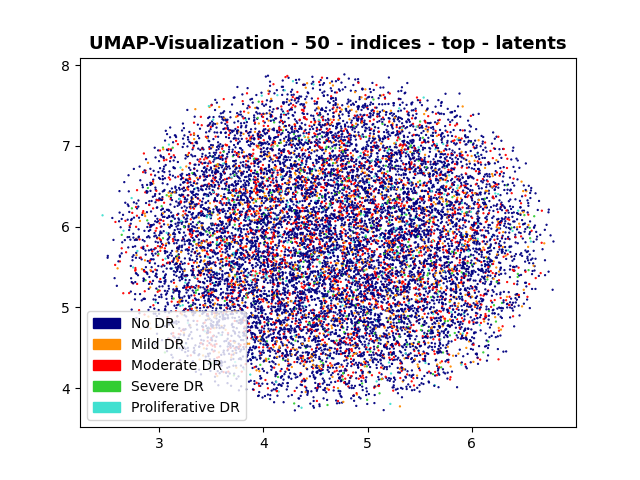 UMAP-Visualization - 50 - indices - top - latents
8
7
6
5
4
No DR
Mild DR
Moderate DR
Severe DR
Proliferative DR
3 4 5 6